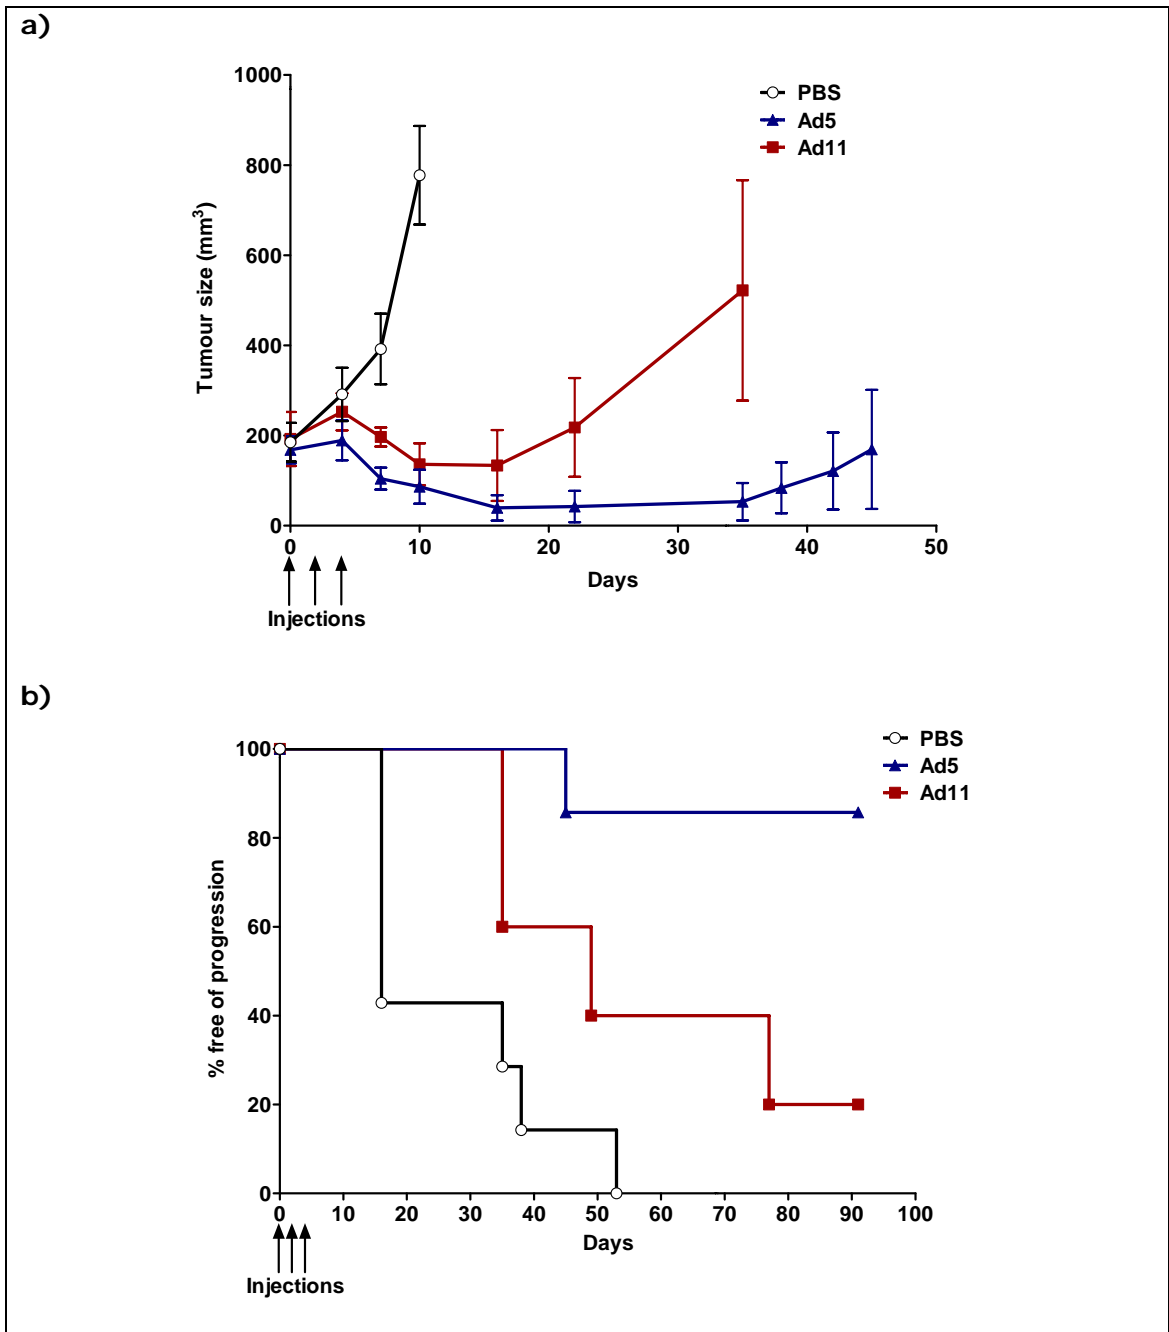 a)
1000
800
600
400
200
0
Tumour size (mm³)
PBS
Ad5
Ad11
0 10 20 30 40 50
Days
Injections
b)
100
80
60
40
20
0
% free of progression
PBS
Ad5
Ad11
0 10 20 30 40 50 60 70 80 90 100
Days
Injections